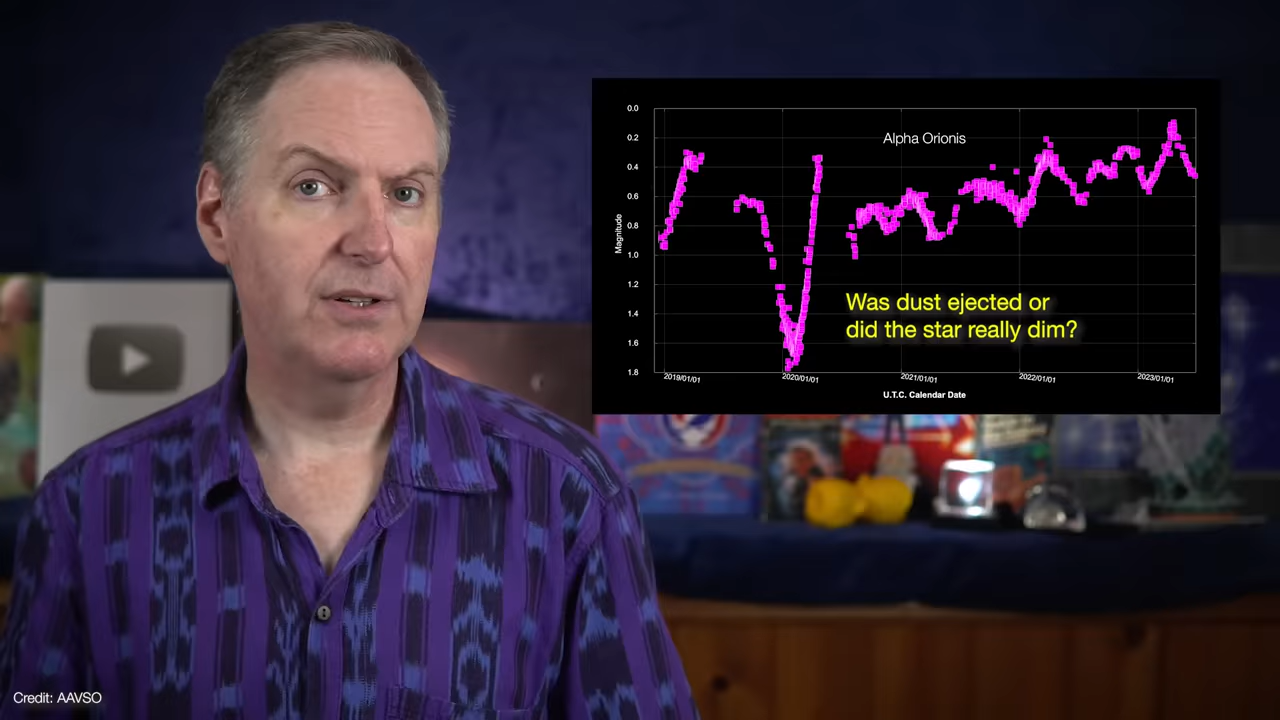 Alpha Orionis
0.0
0.2
0.4
0.6
0.8
1.0
1.2
1.4
1.6
1.8
Magnitude
Was dust ejected or
did the star really dim?
2019/01/01
2020/01/01
2021/01/01
2022/01/01
2023/01/01
U.T.C. Calendar Date
Credit: AAVSO